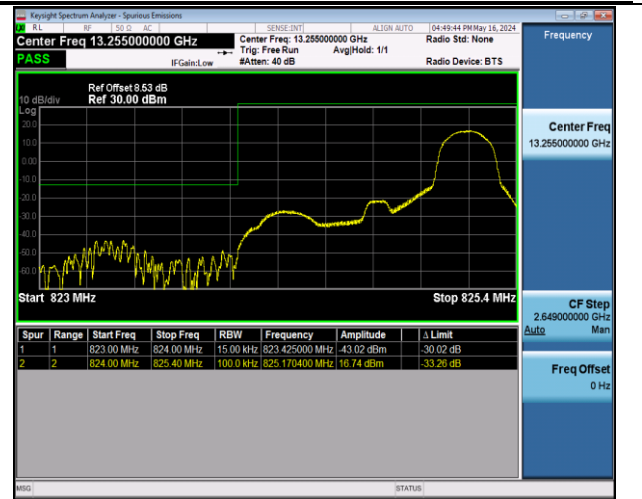 Keysight Spectrum Analyzer - Spurious Emissions
RL RF 50 Ω AC SENSE:INT ALIGN AUTO 04:49:44 PM May 16, 2024
Center Freq 13.255000000 GHz Center Freq: 13.255000000 GHz Radio Std: None Frequency
Trig: Free Run Avg|Hold: 1/1
PASS IFGain:Low #Atten: 40 dB Radio Device: BTS
Ref Offset 8.53 dB
10 dB/div Ref 30.00 dBm
Log
20.0
10.0
0.00
-10.0
-20.0
-30.0
-40.0
-50.0
-60.0
Start 823 MHz Stop 825.4 MHz
Center Freq
13.255000000 GHz
CF Step
2.649000000 GHz
Auto Man
Freq Offset
0 Hz
Spur Range Start Freq Stop Freq RBW Frequency Amplitude Δ Limit
1 1 823.00 MHz 824.00 MHz 15.00 kHz 823.425000 MHz -43.02 dBm -30.02 dB
2 2 824.00 MHz 825.40 MHz 100.0 kHz 825.170400 MHz 16.74 dBm -33.26 dB
MSG STATUS